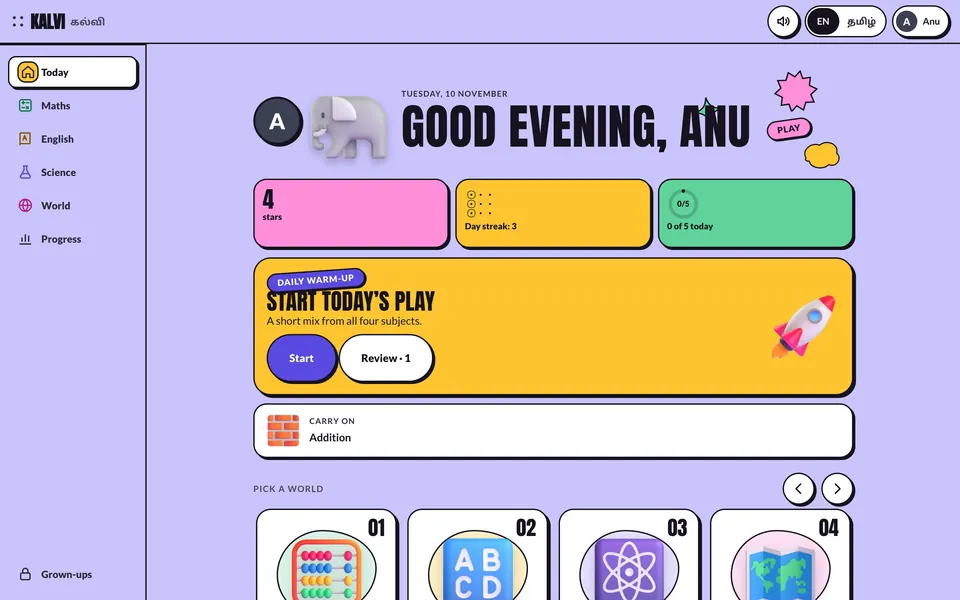 KALVI கல்வி
EN தமிழ்
A Anu
Today
Maths
A English
Science
World
Progress
Grown-ups
A
TUESDAY, 10 NOVEMBER
GOOD EVENING, ANU
PLAY
4
stars
Day streak: 3
0/5
0 of 5 today
DAILY WARM-UP
START TODAY’S PLAY
A short mix from all four subjects.
Start
Review · 1
CARRY ON
Addition
PICK A WORLD
01
02
A B
C D
03
04